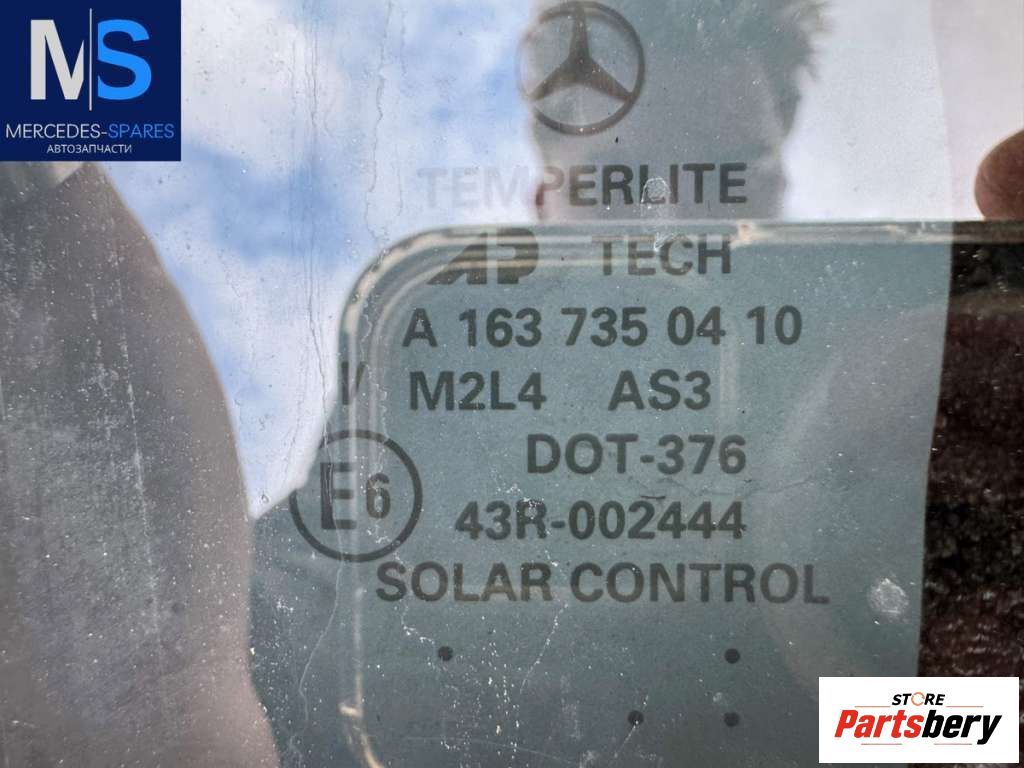 MS
MERCEDES-SPARES
АВТОЗАПЧАСТИ
TEMPERLITE
AP TECH
A 163 735 04 10
M2L4 AS3
DOT-376
E6 43R-002444
SOLAR CONTROL
STORE
Partsbery